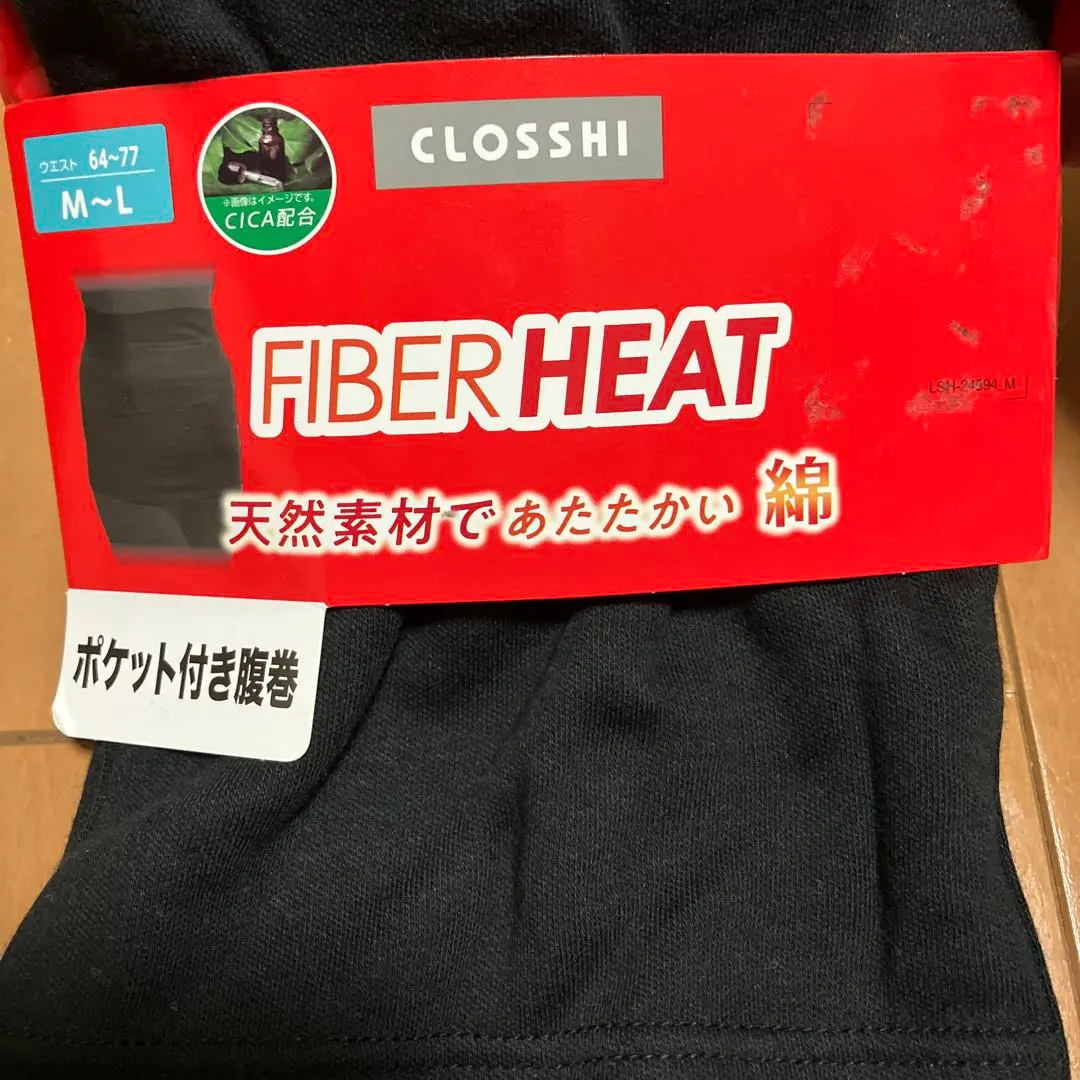 ウエスト 64~77
M~L
※画像はイメージです。
CICA配合
CLOSSHI
FIBER HEAT
天然素材であたたかい 綿
ポケット付き腹巻